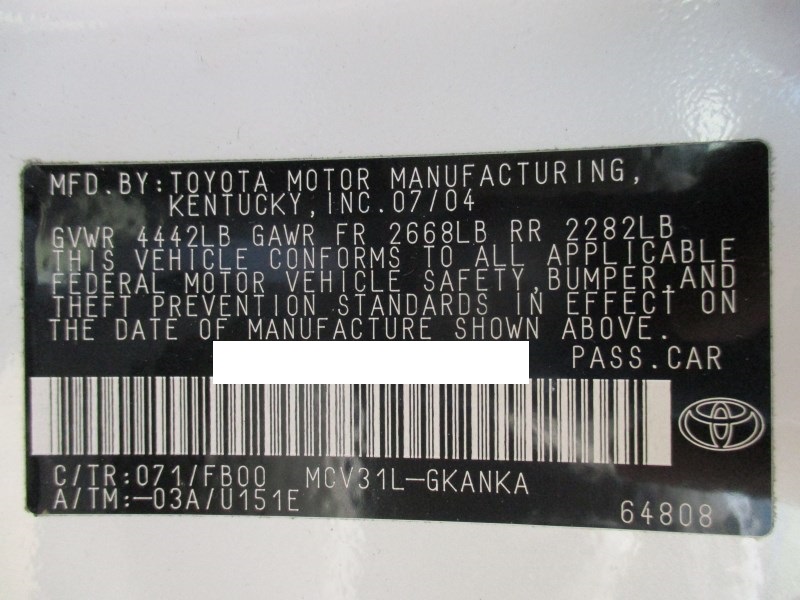 MFD.BY:TOYOTA MOTOR MANUFACTURING,
KENTUCKY,INC.07/04
GVWR 4442LB GAWR FR 2668LB RR 2282LB
THIS VEHICLE CONFORMS TO ALL APPLICABLE
FEDERAL MOTOR VEHICLE SAFETY,BUMPER,AND
THEFT PREVENTION STANDARDS IN EFFECT ON
THE DATE OF MANUFACTURE SHOWN ABOVE.
PASS.CAR
C/TR:071/FB00 MCV31L-GKANKA
A/TM:-03A/U151E
64808